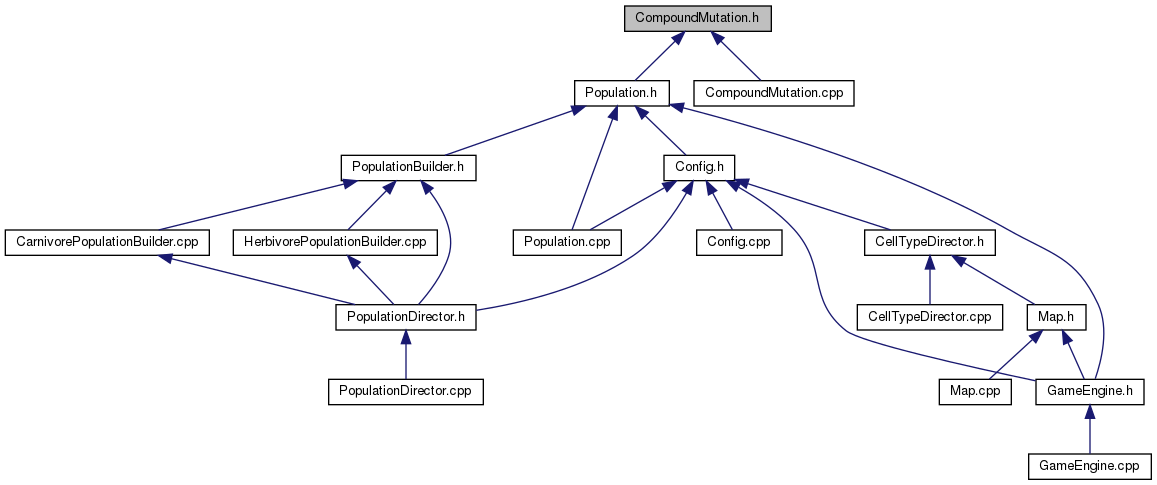 CompoundMutation.h
Population.h
CompoundMutation.cpp
PopulationBuilder.h
Config.h
CarnivorePopulationBuilder.cpp
HerbivorePopulationBuilder.cpp
Population.cpp
Config.cpp
CellTypeDirector.h
PopulationDirector.h
CellTypeDirector.cpp
Map.h
PopulationDirector.cpp
Map.cpp
GameEngine.h
GameEngine.cpp